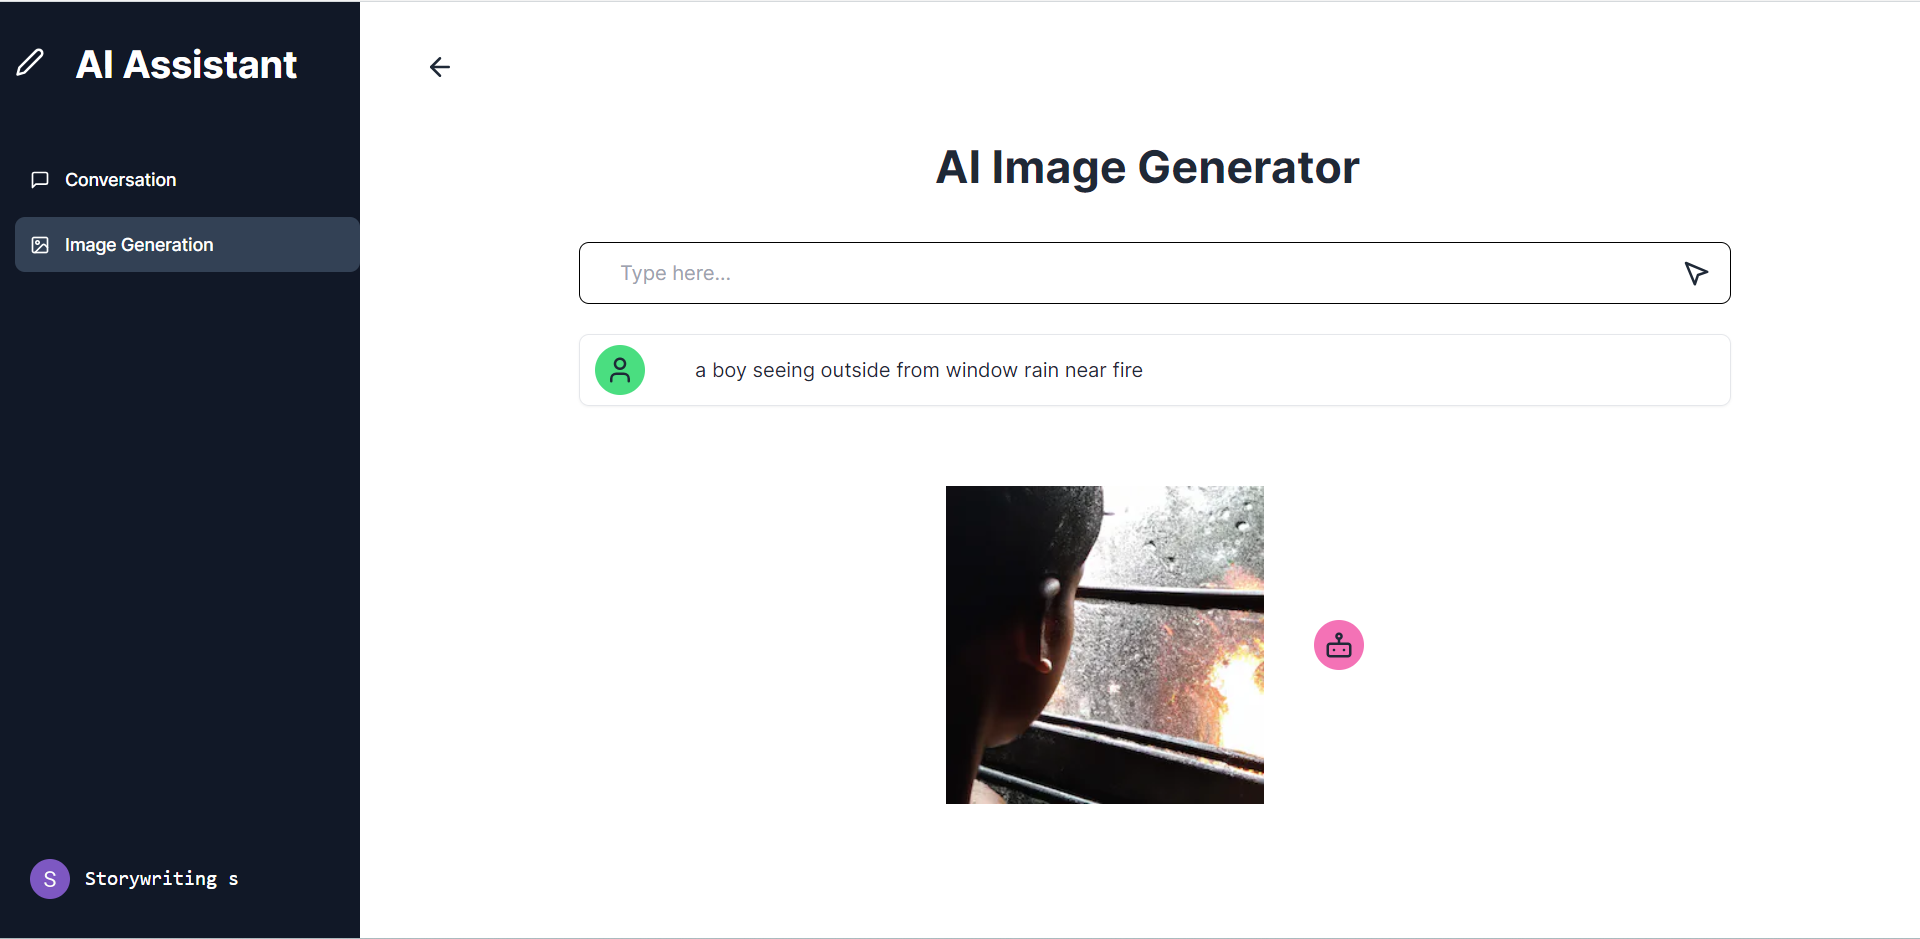 AI Assistant
Conversation
Image Generation
Storywriting s
S
AI Image Generator
Type here...
a boy seeing outside from window rain near fire